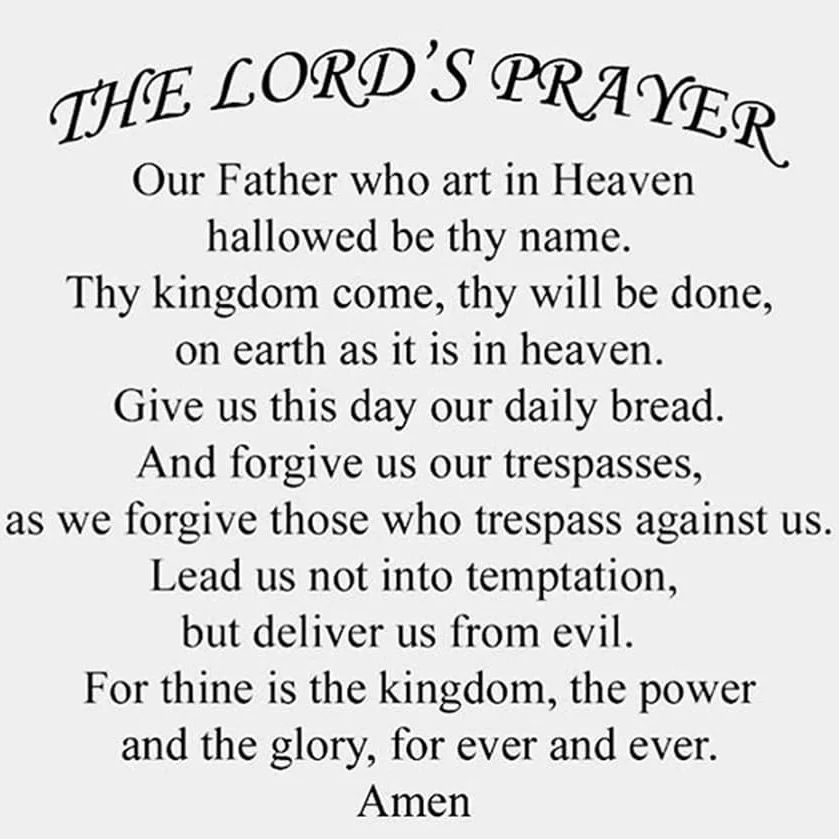 THE LORD'S PRAYER
Our Father who art in Heaven
hallowed be thy name.
Thy kingdom come, thy will be done,
on earth as it is in heaven.
Give us this day our daily bread.
And forgive us our trespasses,
as we forgive those who trespass against us.
Lead us not into temptation,
but deliver us from evil.
For thine is the kingdom, the power
and the glory, for ever and ever.
Amen